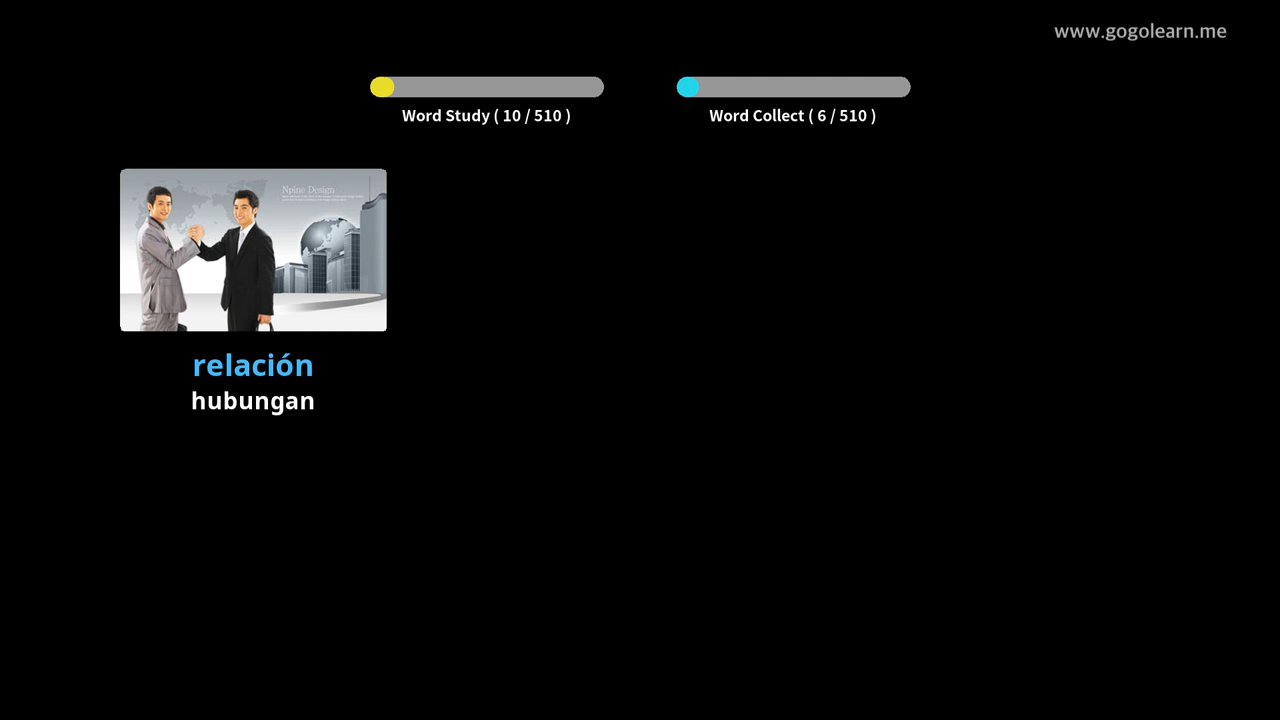 www.gogolearn.me
Word Study ( 10 / 510 )
Word Collect ( 6 / 510 )
Npine Design
relación
hubungan